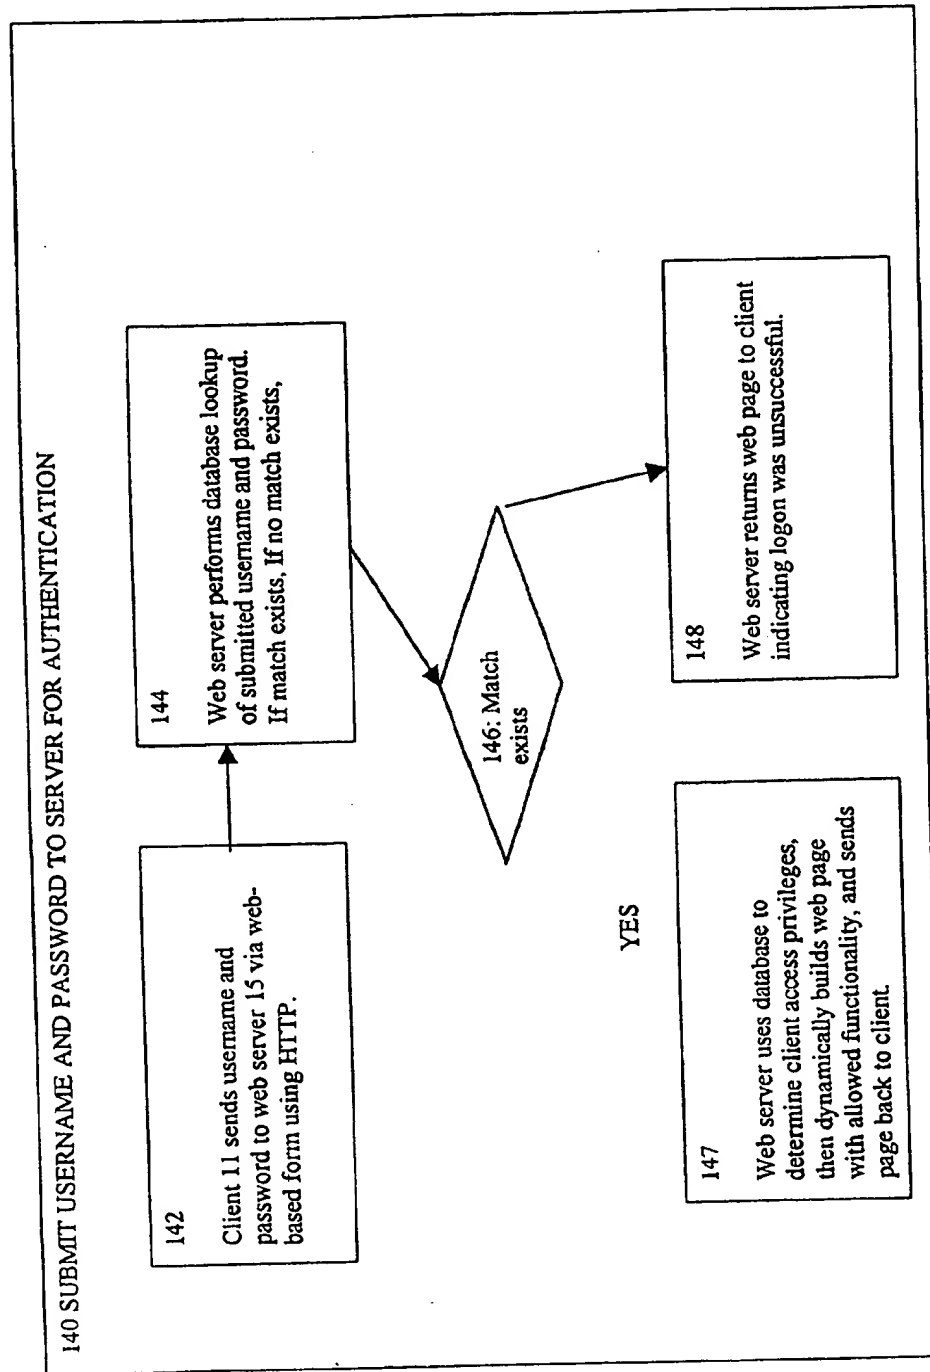 140 SUBMIT USERNAME AND PASSWORD TO SERVER FOR AUTHENTICATION
142
Client 11 sends username and
password to web server 15 via web-
based form using HTTP.
144
Web server performs database lookup
of submitted username and password.
If match exists, If no match exists,
146: Match
exists
YES
147
Web server uses database to
determine client access privileges,
then dynamically builds web page
with allowed functionality, and sends
page back to client.
148
Web server returns web page to client
indicating logon was unsuccessful.